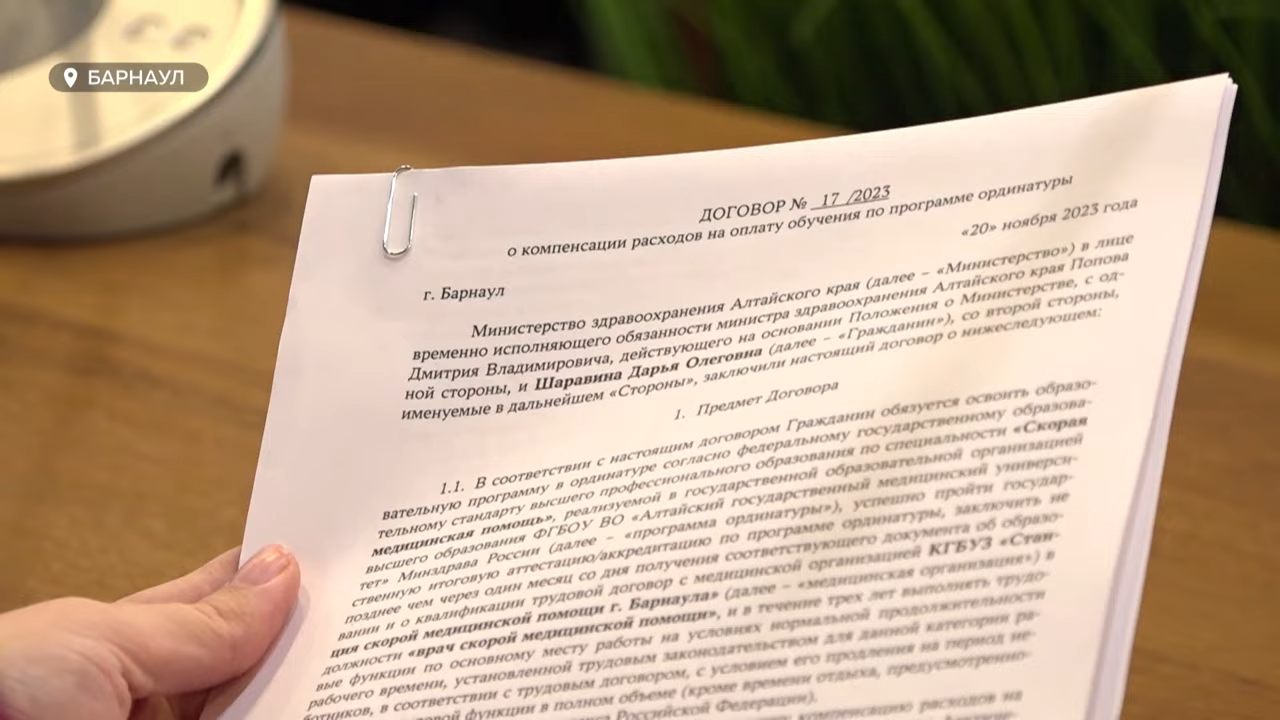 БАРНАУЛ
ДОГОВОР № 17 /2023
о компенсации расходов на оплату обучения по программе ординатуры
«20» ноября 2023 года
г. Барнаул
Министерство здравоохранения Алтайского края (далее – «Министерство») в лице
временно исполняющего обязанности министра здравоохранения Алтайского края Попова
Дмитрия Владимировича, действующего на основании Положения о Министерстве, с од-
ной стороны, и Шаравина Дарья Олеговна (далее – «Гражданин»), со второй стороны,
именуемые в дальнейшем «Стороны», заключили настоящий договор о нижеследующем:
1. Предмет Договора
1.1. В соответствии с настоящим договором Гражданин обязуется освоить образо-
вательную программу в ординатуре согласно федеральному государственному образова-
тельному стандарту высшего профессионального образования по специальности «Скорая
медицинская помощь», реализуемой в государственной образовательной организацией
высшего образования ФГБОУ ВО «Алтайский государственный медицинский универси-
тет» Минздрава России (далее – «программа ординатуры»), успешно пройти государ-
ственную итоговую аттестацию/аккредитацию по программе ординатуры, заключить не
позднее чем через один месяц со дня получения соответствующего документа об образо-
вании и о квалификации трудовой договор с медицинской организацией КГБУЗ «Стан-
ция скорой медицинской помощи г. Барнаула» (далее – «медицинская организация») в
должности «врач скорой медицинской помощи», и в течение трех лет выполнять трудо-
вые функции по основному месту работы на условиях нормальной продолжительности
рабочего времени, установленной трудовым законодательством для данной категории ра-
ботников, в соответствии с трудовым договором, с условием его продления на период не-
функции в полном объеме (кроме времени отдыха, предусмотренно-
Российской Федерации).
компенсацию расходов на